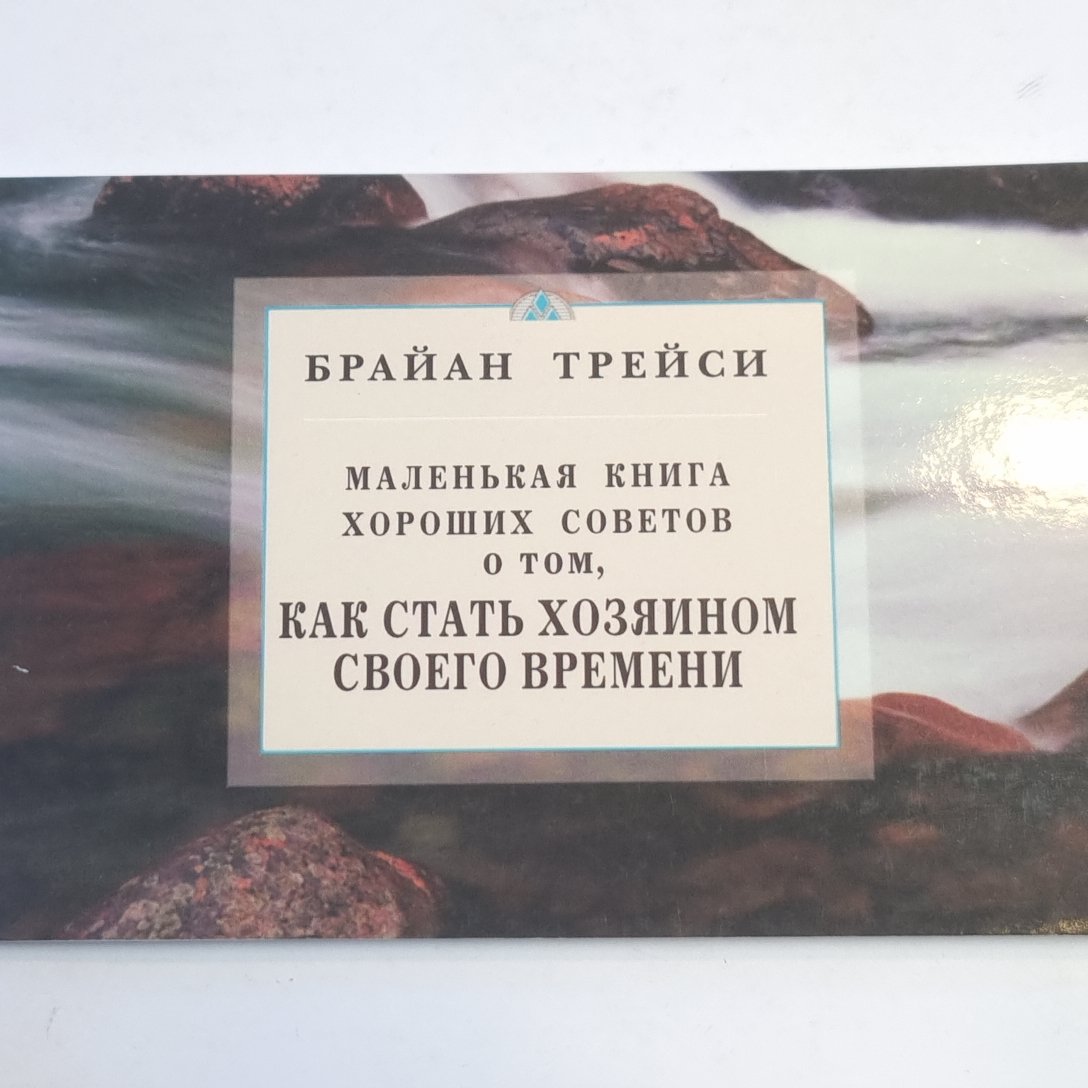 БРАЙАН ТРЕЙСИ
МАЛЕНЬКАЯ КНИГА
ХОРОШИХ СОВЕТОВ
О ТОМ,
КАК СТАТЬ ХОЗЯИНОМ
СВОЕГО ВРЕМЕНИ